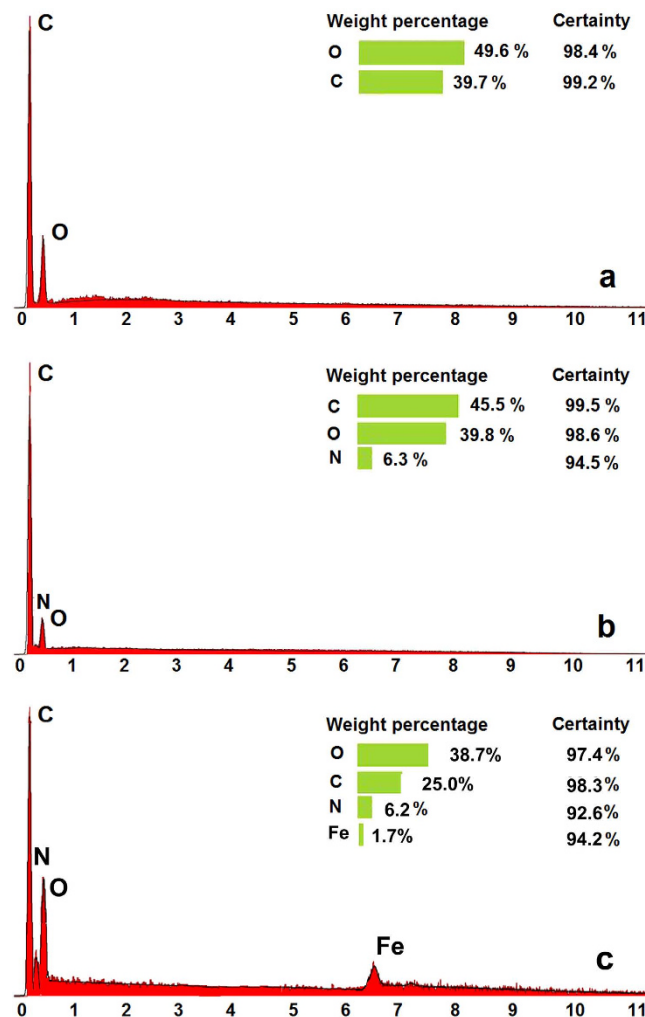 C
Weight percentage Certainty
O 49.6 % 98.4 %
C 39.7 % 99.2 %
O
a
0 1 2 3 4 5 6 7 8 9 10 11
C
Weight percentage Certainty
C 45.5 % 99.5 %
O 39.8 % 98.6 %
N 6.3 % 94.5 %
N
O
b
0 1 2 3 4 5 6 7 8 9 10 11
C
Weight percentage Certainty
O 38.7% 97.4%
C 25.0% 98.3%
N 6.2% 92.6%
Fe 1.7% 94.2%
N
O
Fe
c
0 1 2 3 4 5 6 7 8 9 10 11